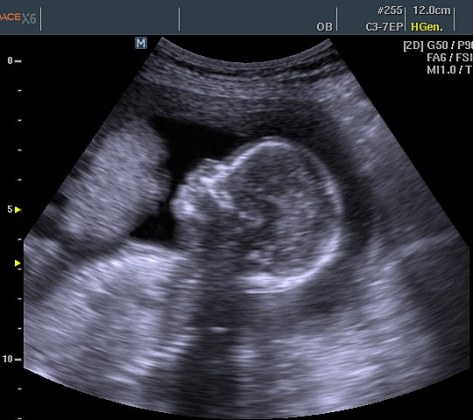 ACE X6
#255 12.0cm
OB C3-7EP HGen.
[2D] G50 / P9
FA6 / FSI
MI1.0 / T
M
0
5
10